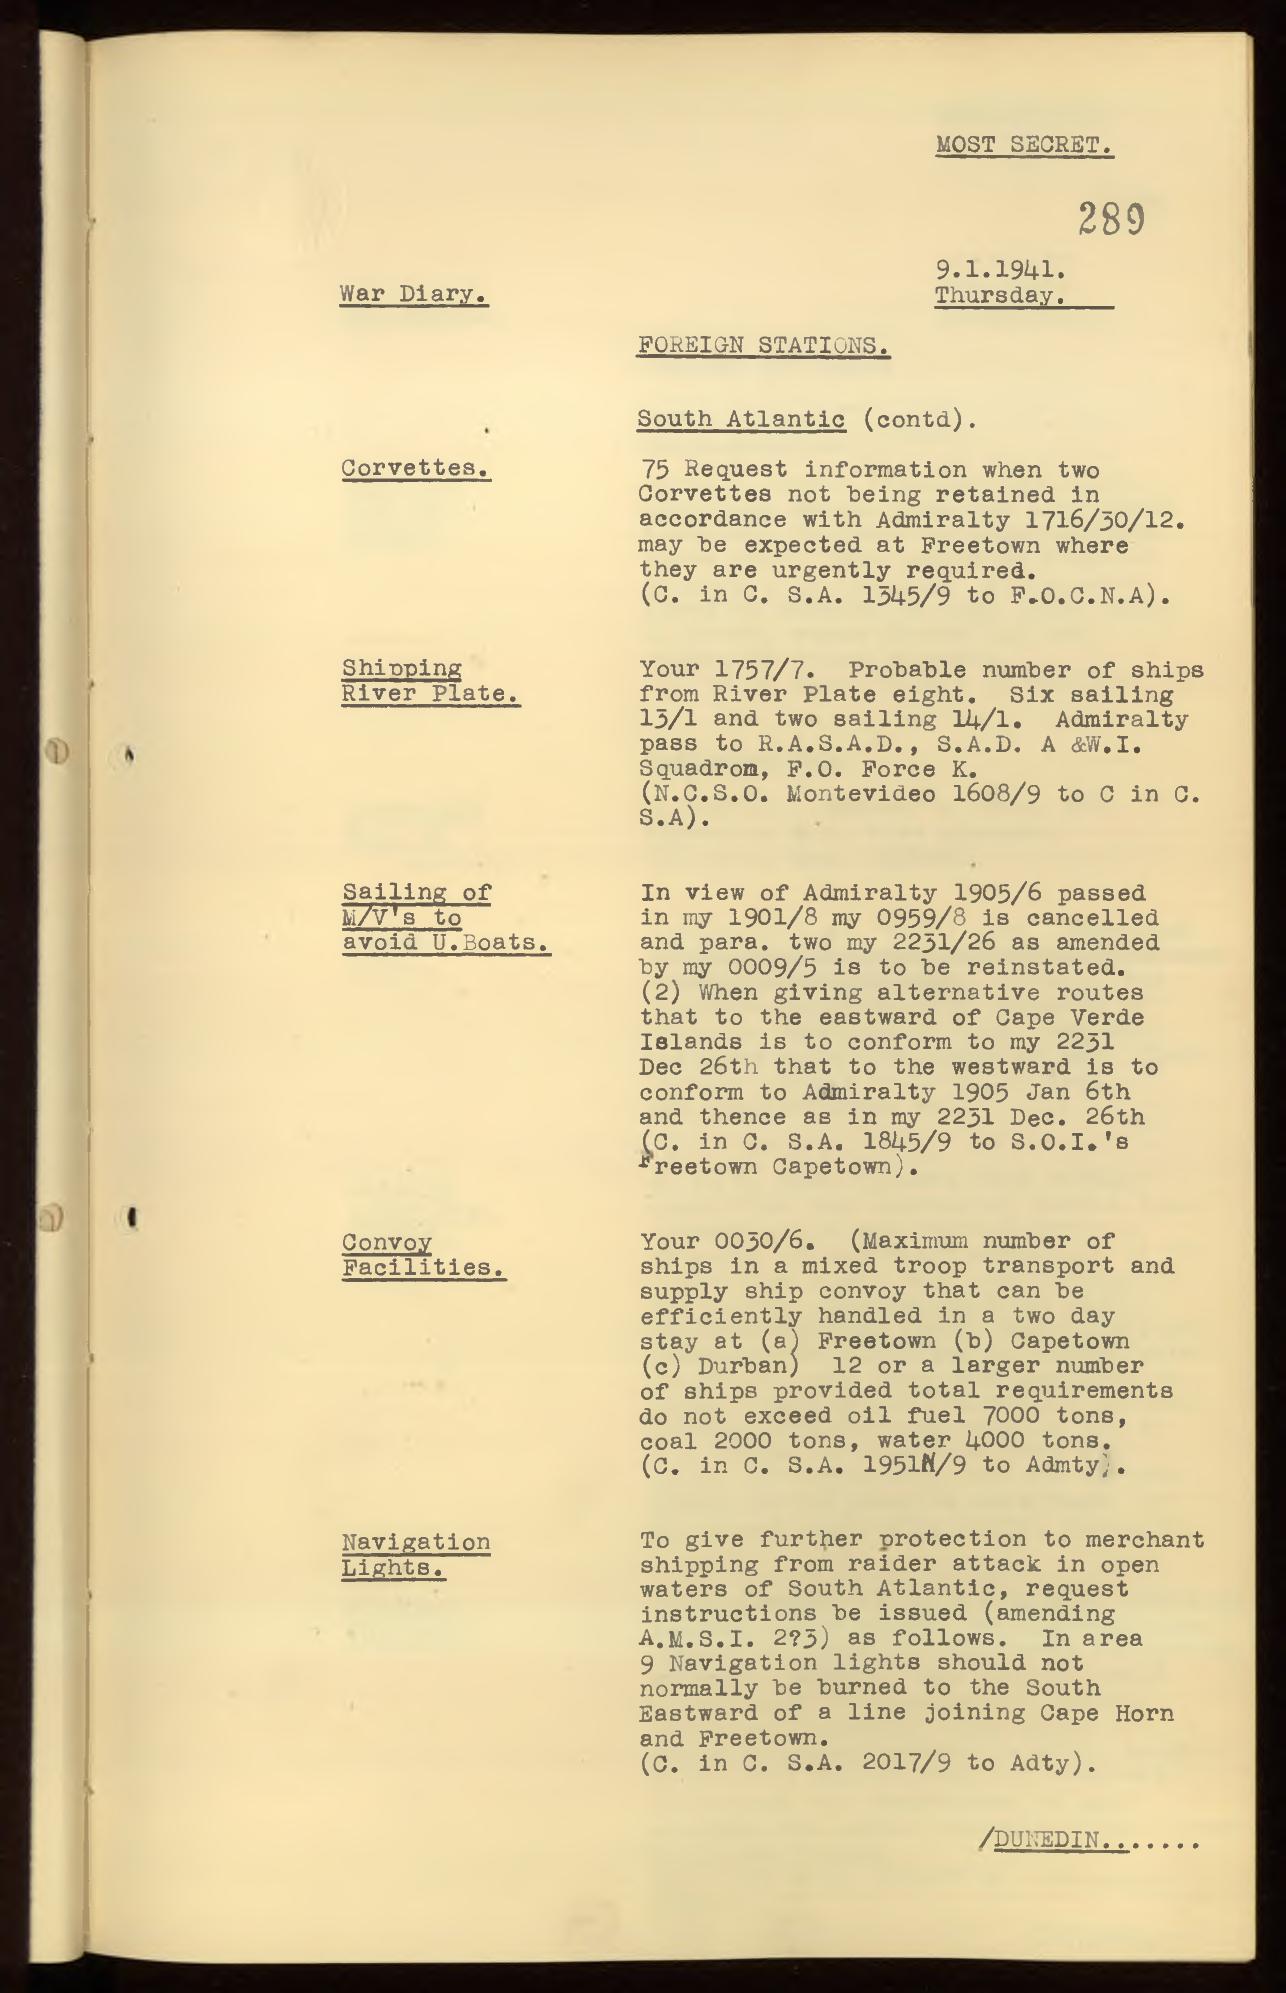 MOST SECRET.
289
9.1.1941.
Thursday.
War Diary.
FOREIGN STATIONS.
South Atlantic (contd).
Corvettes.
75 Request information when two
Corvettes not being retained in
accordance with Admiralty 1716/30/12.
may be expected at Freetown where
they are urgently required.
(C. in C. S.A. 1345/9 to F.O.C.N.A).
Shipping
River Plate.
Your 1757/7. Probable number of ships
from River Plate eight. Six sailing
13/1 and two sailing 14/1. Admiralty
pass to R.A.S.A.D., S.A.D. A &W.I.
Squadron, F.O. Force K.
(N.C.S.O. Montevideo 1608/9 to C in C.
S.A).
Sailing of
M/V's to
avoid U.Boats.
In view of Admiralty 1905/6 passed
in my 1901/8 my 0959/8 is cancelled
and para. two my 2231/26 as amended
by my 0009/5 is to be reinstated.
(2) When giving alternative routes
that to the eastward of Cape Verde
Islands is to conform to my 2231
Dec 26th that to the westward is to
conform to Admiralty 1905 Jan 6th
and thence as in my 2231 Dec. 26th
(C. in C. S.A. 1845/9 to S.O.I.'s
Freetown Capetown).
Convoy
Facilities.
Your 0030/6. (Maximum number of
ships in a mixed troop transport and
supply ship convoy that can be
efficiently handled in a two day
stay at (a) Freetown (b) Capetown
(c) Durban) 12 or a larger number
of ships provided total requirements
do not exceed oil fuel 7000 tons,
coal 2000 tons, water 4000 tons.
(C. in C. S.A. 1951N/9 to Admty).
Navigation
Lights.
To give further protection to merchant
shipping from raider attack in open
waters of South Atlantic, request
instructions be issued (amending
A.M.S.I. 2?3) as follows. In area
9 Navigation lights should not
normally be burned to the South
Eastward of a line joining Cape Horn
and Freetown.
(C. in C. S.A. 2017/9 to Adty).
/DUNEDIN.......